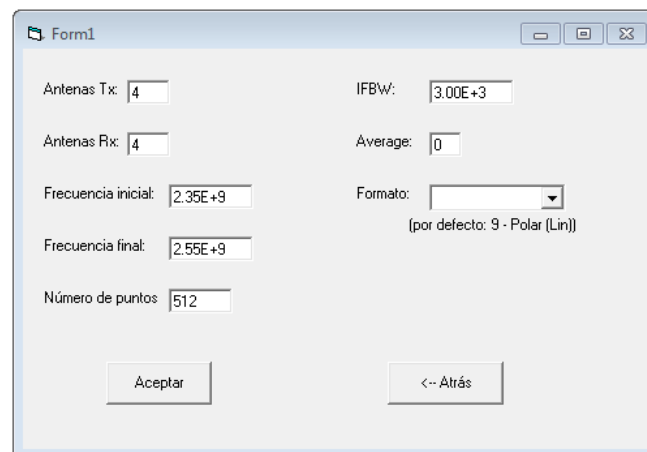 Form1
Antenas Tx: 4
IFBW: 3.00E+3
Antenas Rx: 4
Average: 0
Frecuencia inicial: 2.35E+9
Formato:
(por defecto: 9 - Polar (Lin))
Frecuencia final: 2.55E+9
Número de puntos 512
Aceptar
<-- Atrás